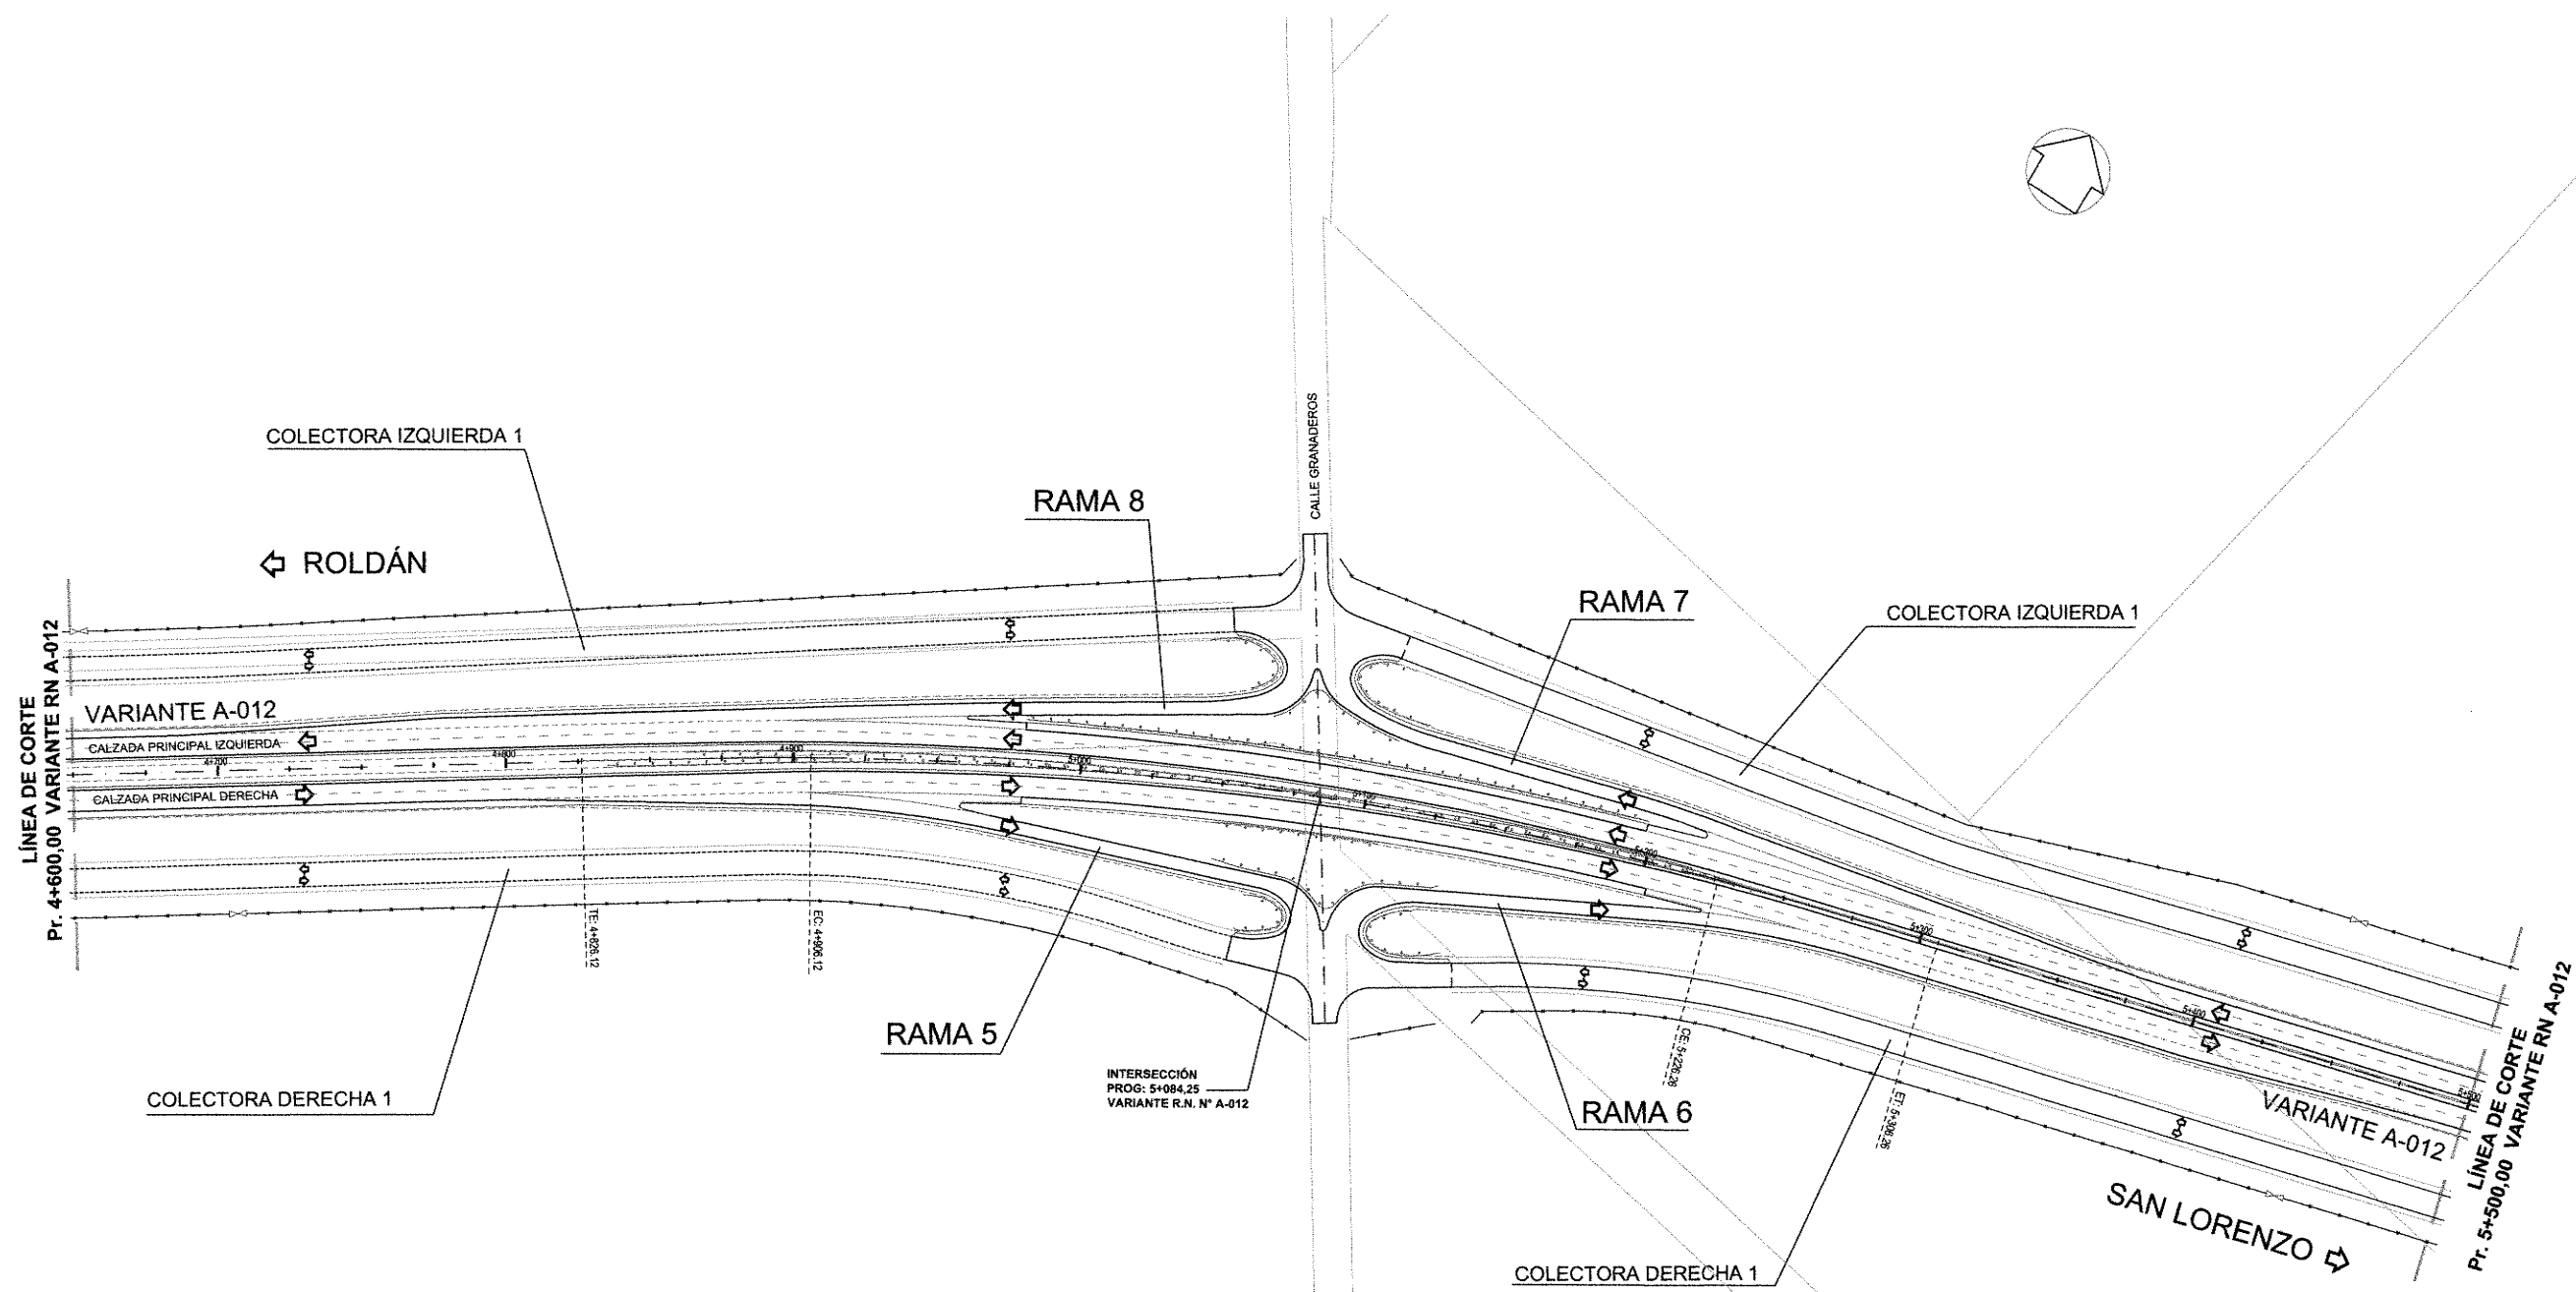 CALLE GRANADEROS
COLECTORA IZQUIERDA 1
RAMA 8
ROLDÁN
RAMA 7
COLECTORA IZQUIERDA 1
LÍNEA DE CORTE
Pr. 4+600,00 VARIANTE RN A-012
VARIANTE A-012
CALZADA PRINCIPAL IZQUIERDA
CALZADA PRINCIPAL DERECHA
4+700
4+800
4+900
5+000
5+100
5+200
5+300
5+400
TE: 4+826.12
EC: 4+906.12
CE: 5+226.26
ET: 5+306.26
RAMA 5
INTERSECCIÓN
PROG: 5+084,25
VARIANTE R.N. N° A-012
COLECTORA DERECHA 1
RAMA 6
VARIANTE A-012
SAN LORENZO
COLECTORA DERECHA 1
LÍNEA DE CORTE
Pr. 5+500,00 VARIANTE RN A-012